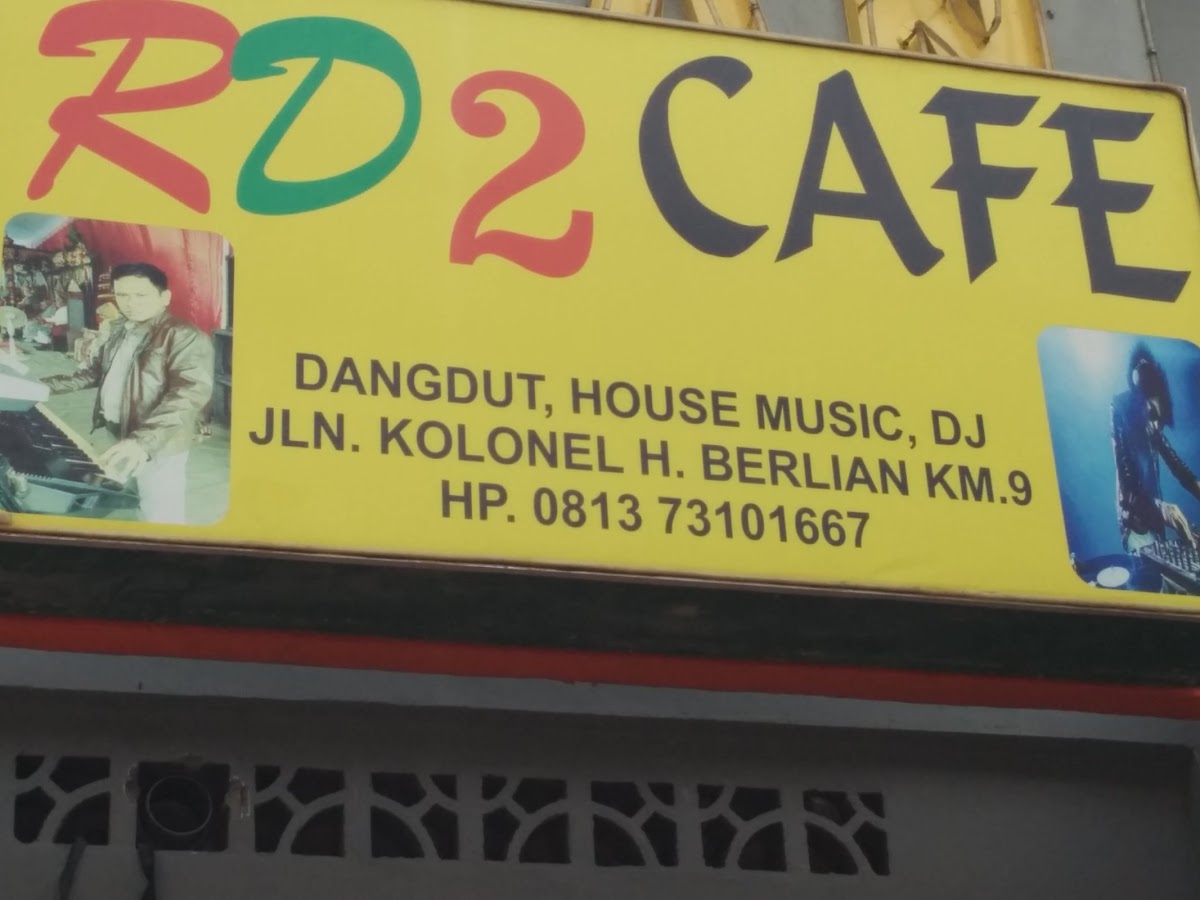 RD2 CAFE
DANGDUT, HOUSE MUSIC, DJ
JLN. KOLONEL H. BERLIAN KM.9
HP. 0813 73101667